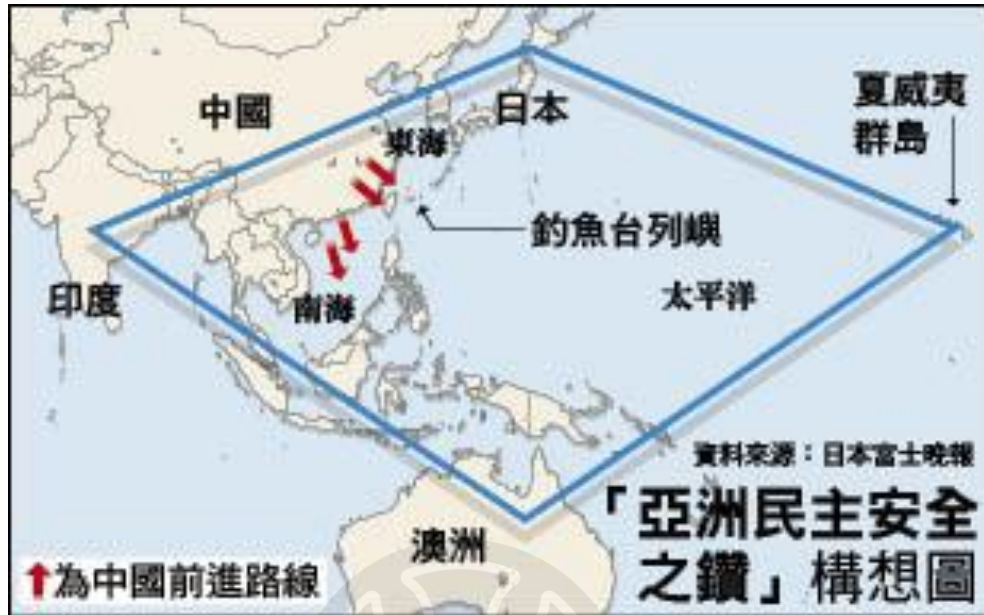 中國
日本
東海
夏威夷
群島
釣魚台列嶼
印度
南海
太平洋
澳洲
資料來源：日本富士晚報
「亞洲民主安全
之鑽」構想圖
為中國前進路線